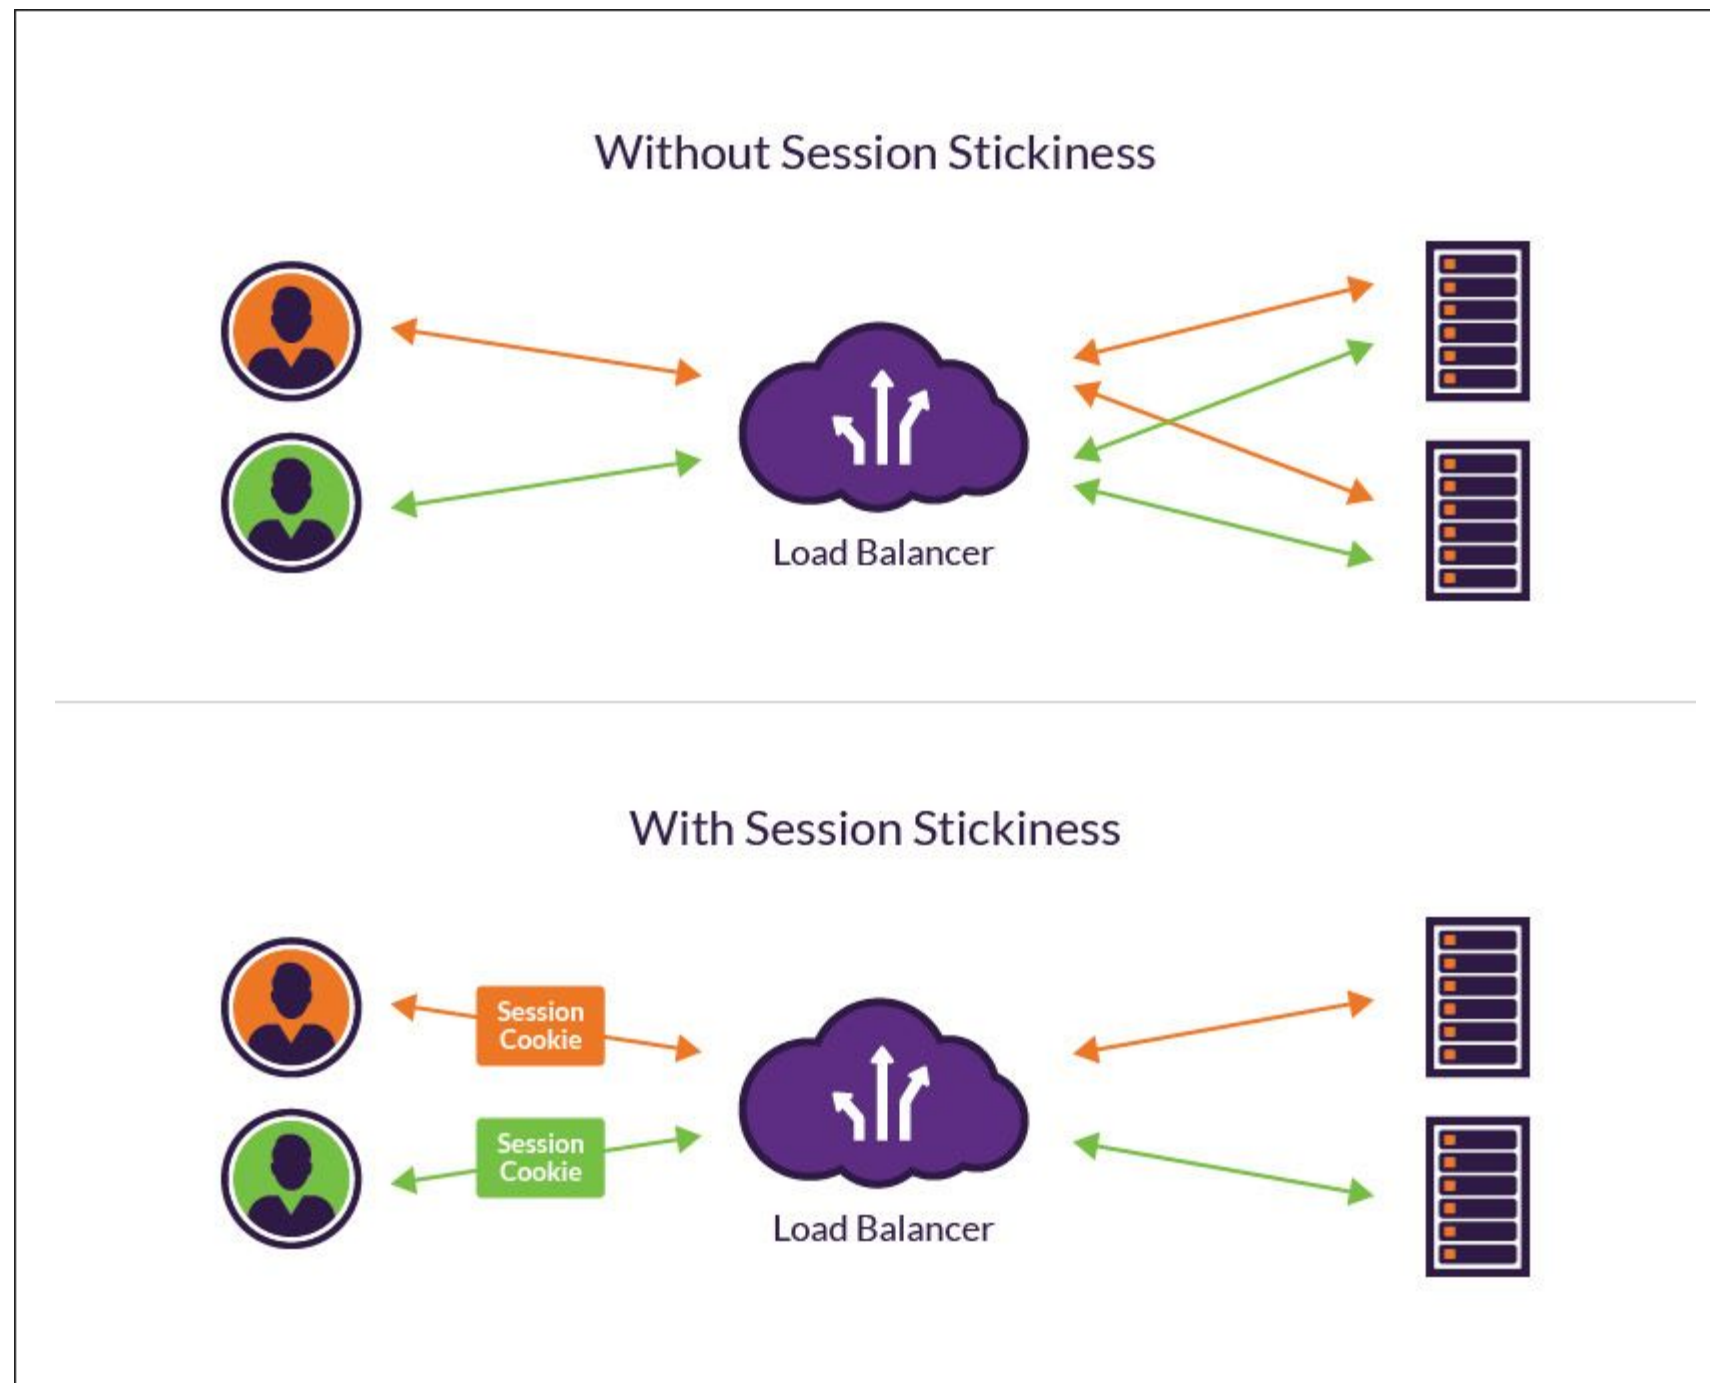 Without Session Stickiness
Load Balancer
With Session Stickiness
Session
Cookie
Session
Cookie
Load Balancer